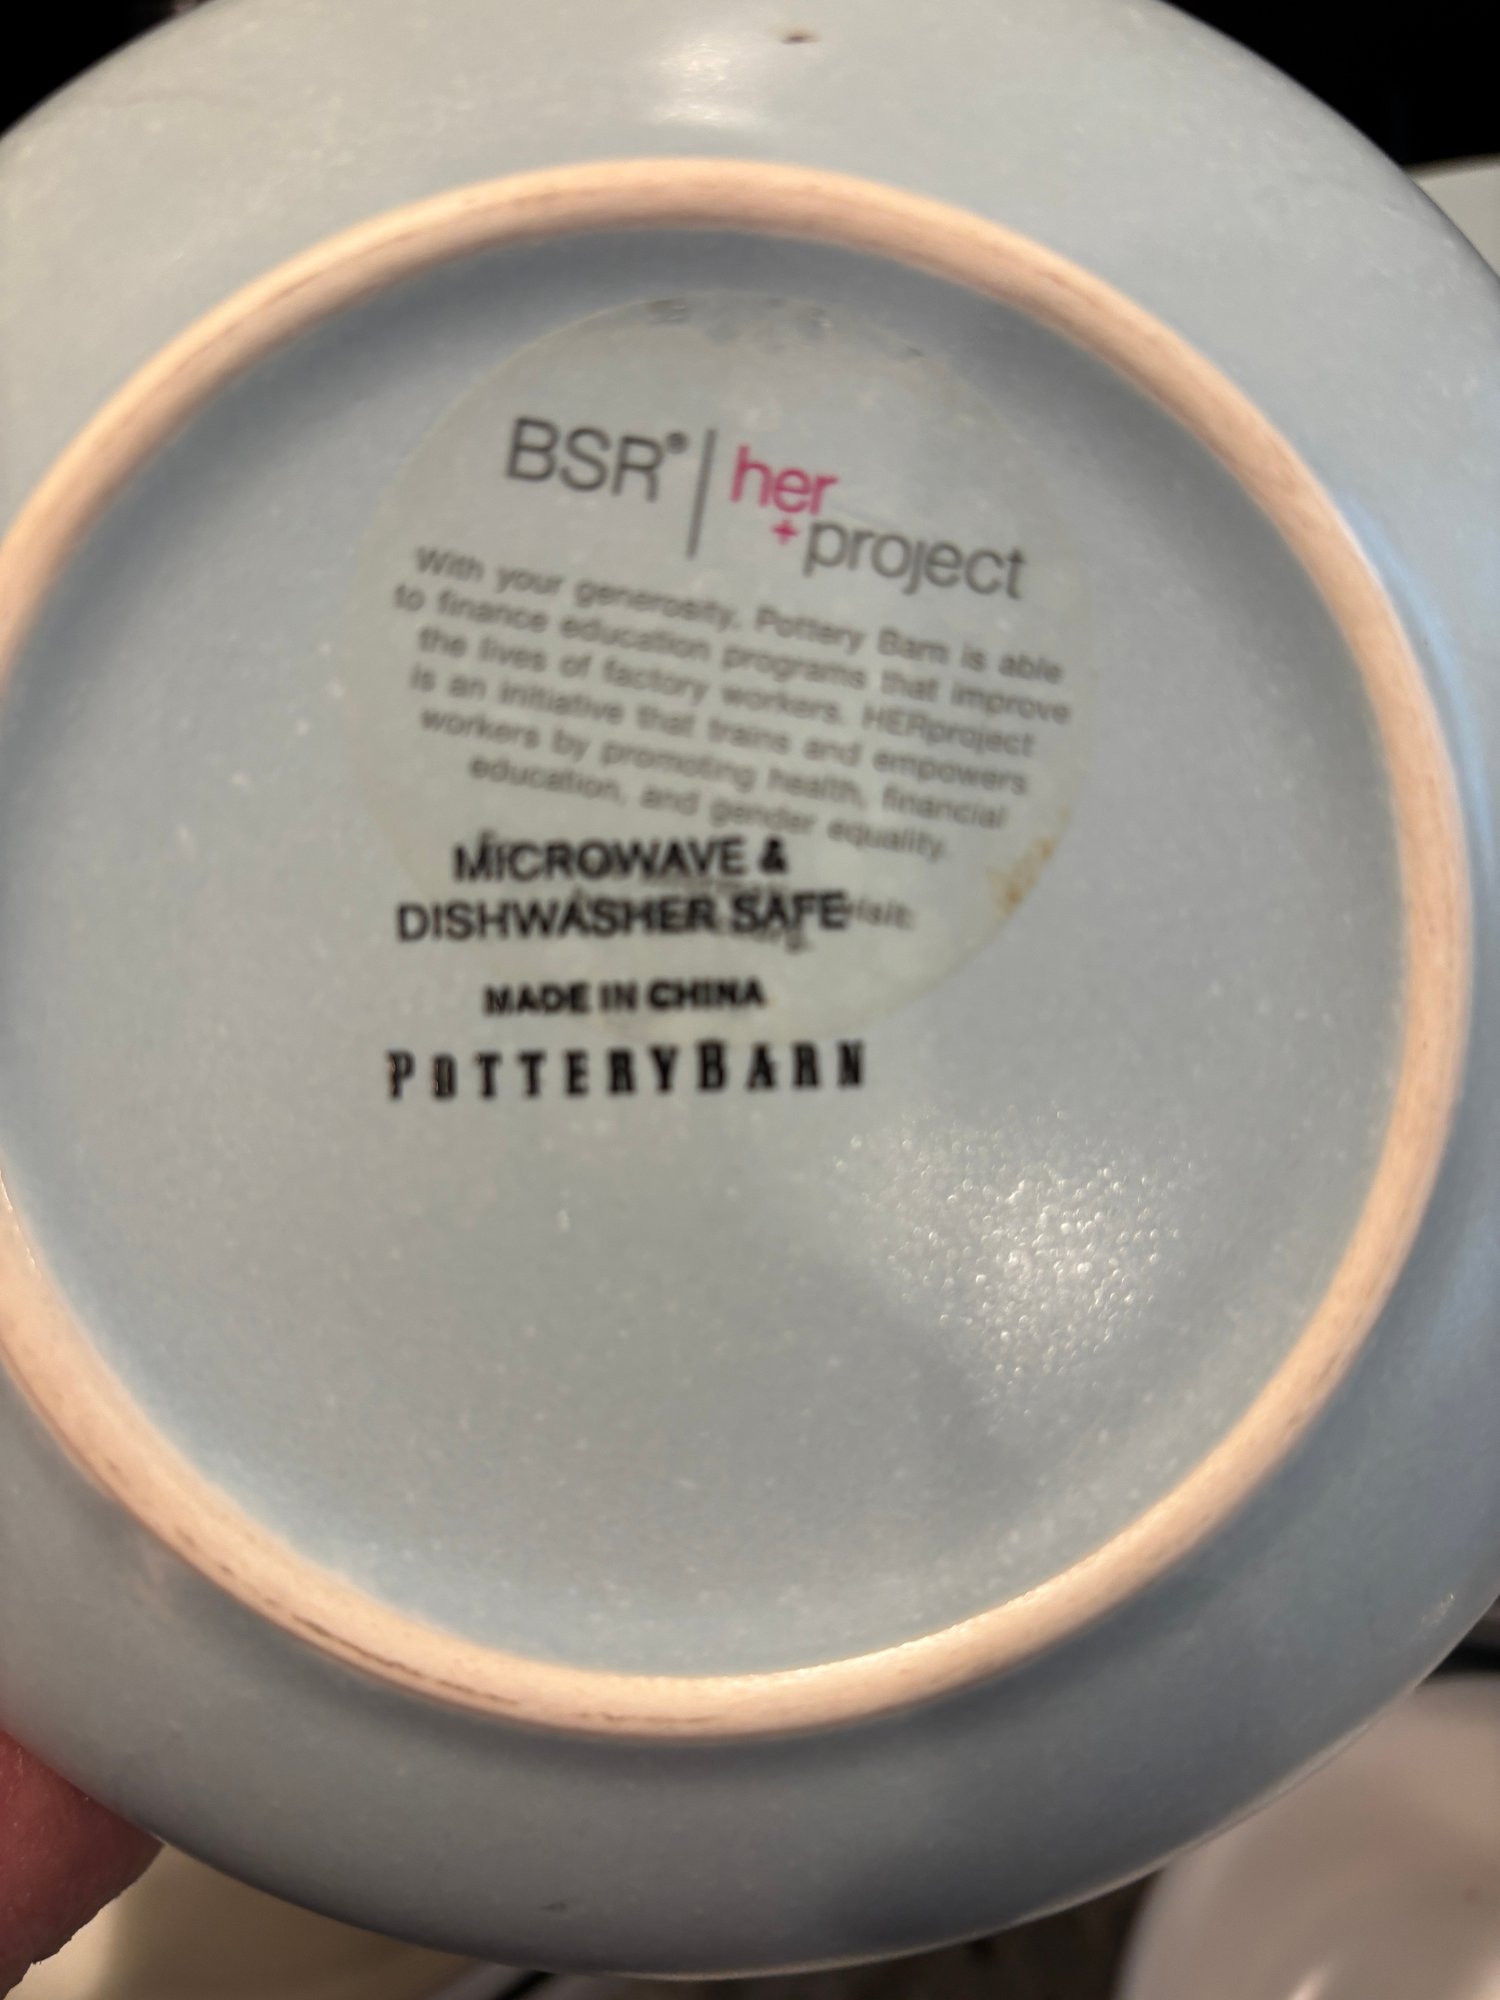 BSR® | her
+project
With your generosity, Pottery Barn is able
to finance education programs that improve
the lives of factory workers. HERproject
is an initiative that trains and empowers
workers by promoting health, financial
education, and gender equality.
MICROWAVE &
DISHWASHER SAFE
visit:
MADE IN CHINA
POTTERYBARN